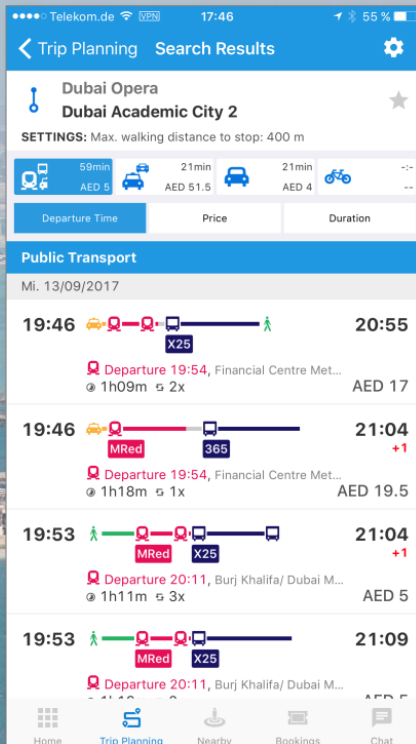 Telekom.de VPN 17:46 55 %
Trip Planning Search Results
Dubai Opera
Dubai Academic City 2
SETTINGS: Max. walking distance to stop: 400 m
59min 21min 21min -:-
AED 5 AED 51.5 AED 4 --
Departure Time Price Duration
Public Transport
Mi. 13/09/2017
19:46 20:55
X25
Departure 19:54, Financial Centre Met...
1h09m 2x AED 17
19:46 21:04
+1
MRed 365
Departure 19:54, Financial Centre Met...
1h18m 1x AED 19.5
19:53 21:04
+1
MRed X25
Departure 20:11, Burj Khalifa/ Dubai M...
1h11m 3x AED 5
19:53 21:09
MRed X25
Departure 20:11, Burj Khalifa/ Dubai M...
AED 5
Home Trip Planning Nearby Bookings Chat